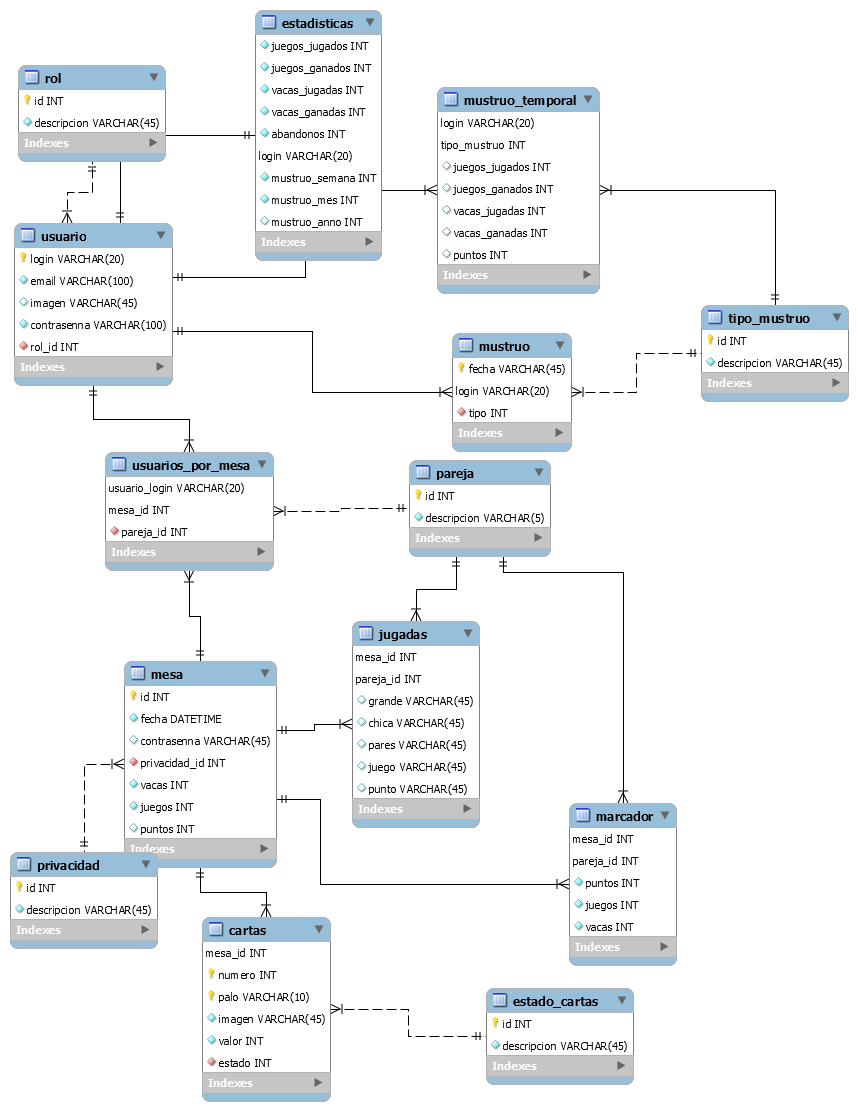 estadisticas
juegos_jugados INT
juegos_ganados INT
vacas_jugadas INT
vacas_ganadas INT
abandonos INT
login VARCHAR(20)
mustruo_semana INT
mustruo_mes INT
mustruo_anno INT
Indexes
rol
id INT
descripcion VARCHAR(45)
Indexes
mustruo_temporal
login VARCHAR(20)
tipo_mustruo INT
juegos_jugados INT
juegos_ganados INT
vacas_jugadas INT
vacas_ganadas INT
puntos INT
Indexes
usuario
login VARCHAR(20)
email VARCHAR(100)
imagen VARCHAR(45)
contrasenna VARCHAR(100)
rol_id INT
Indexes
tipo_mustruo
id INT
descripcion VARCHAR(45)
Indexes
mustruo
fecha VARCHAR(45)
login VARCHAR(20)
tipo INT
Indexes
usuarios_por_mesa
usuario_login VARCHAR(20)
mesa_id INT
pareja_id INT
Indexes
pareja
id INT
descripcion VARCHAR(5)
Indexes
jugadas
mesa_id INT
pareja_id INT
grande VARCHAR(45)
chica VARCHAR(45)
pares VARCHAR(45)
juego VARCHAR(45)
punto VARCHAR(45)
Indexes
mesa
id INT
fecha DATETIME
contrasenna VARCHAR(45)
privacidad_id INT
vacas INT
juegos INT
puntos INT
Indexes
marcador
mesa_id INT
pareja_id INT
puntos INT
juegos INT
vacas INT
Indexes
privacidad
id INT
descripcion VARCHAR(45)
Indexes
cartas
mesa_id INT
numero INT
palo VARCHAR(10)
imagen VARCHAR(45)
valor INT
estado INT
Indexes
estado_cartas
id INT
descripcion VARCHAR(45)
Indexes